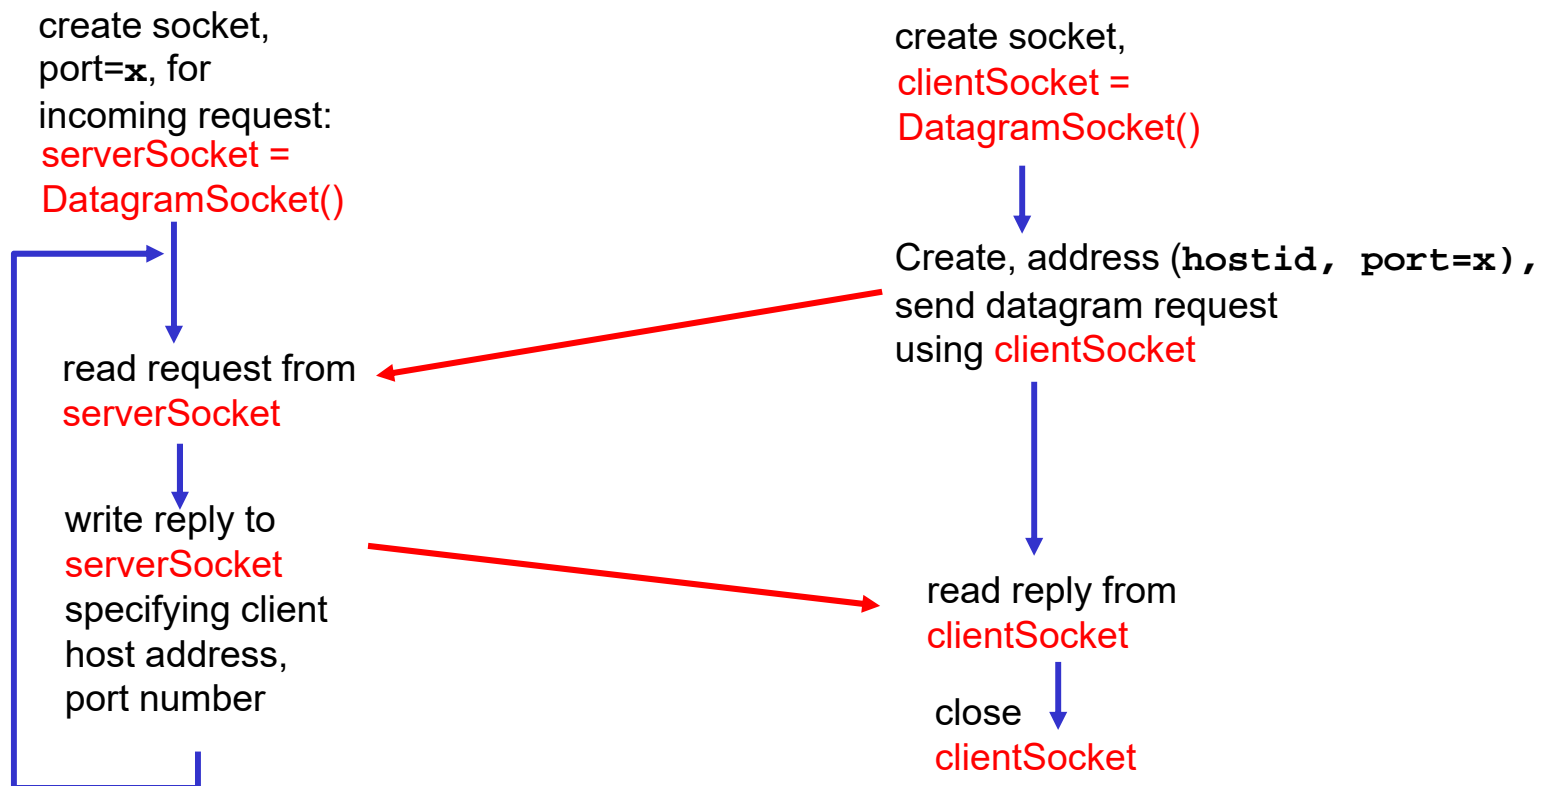 create socket,
port=x, for
incoming request:
serverSocket =
DatagramSocket()
read request from
serverSocket
write reply to
serverSocket
specifying client
host address,
port number
create socket,
clientSocket =
DatagramSocket()
Create, address (hostid, port=x),
send datagram request
using clientSocket
read reply from
clientSocket
close
clientSocket